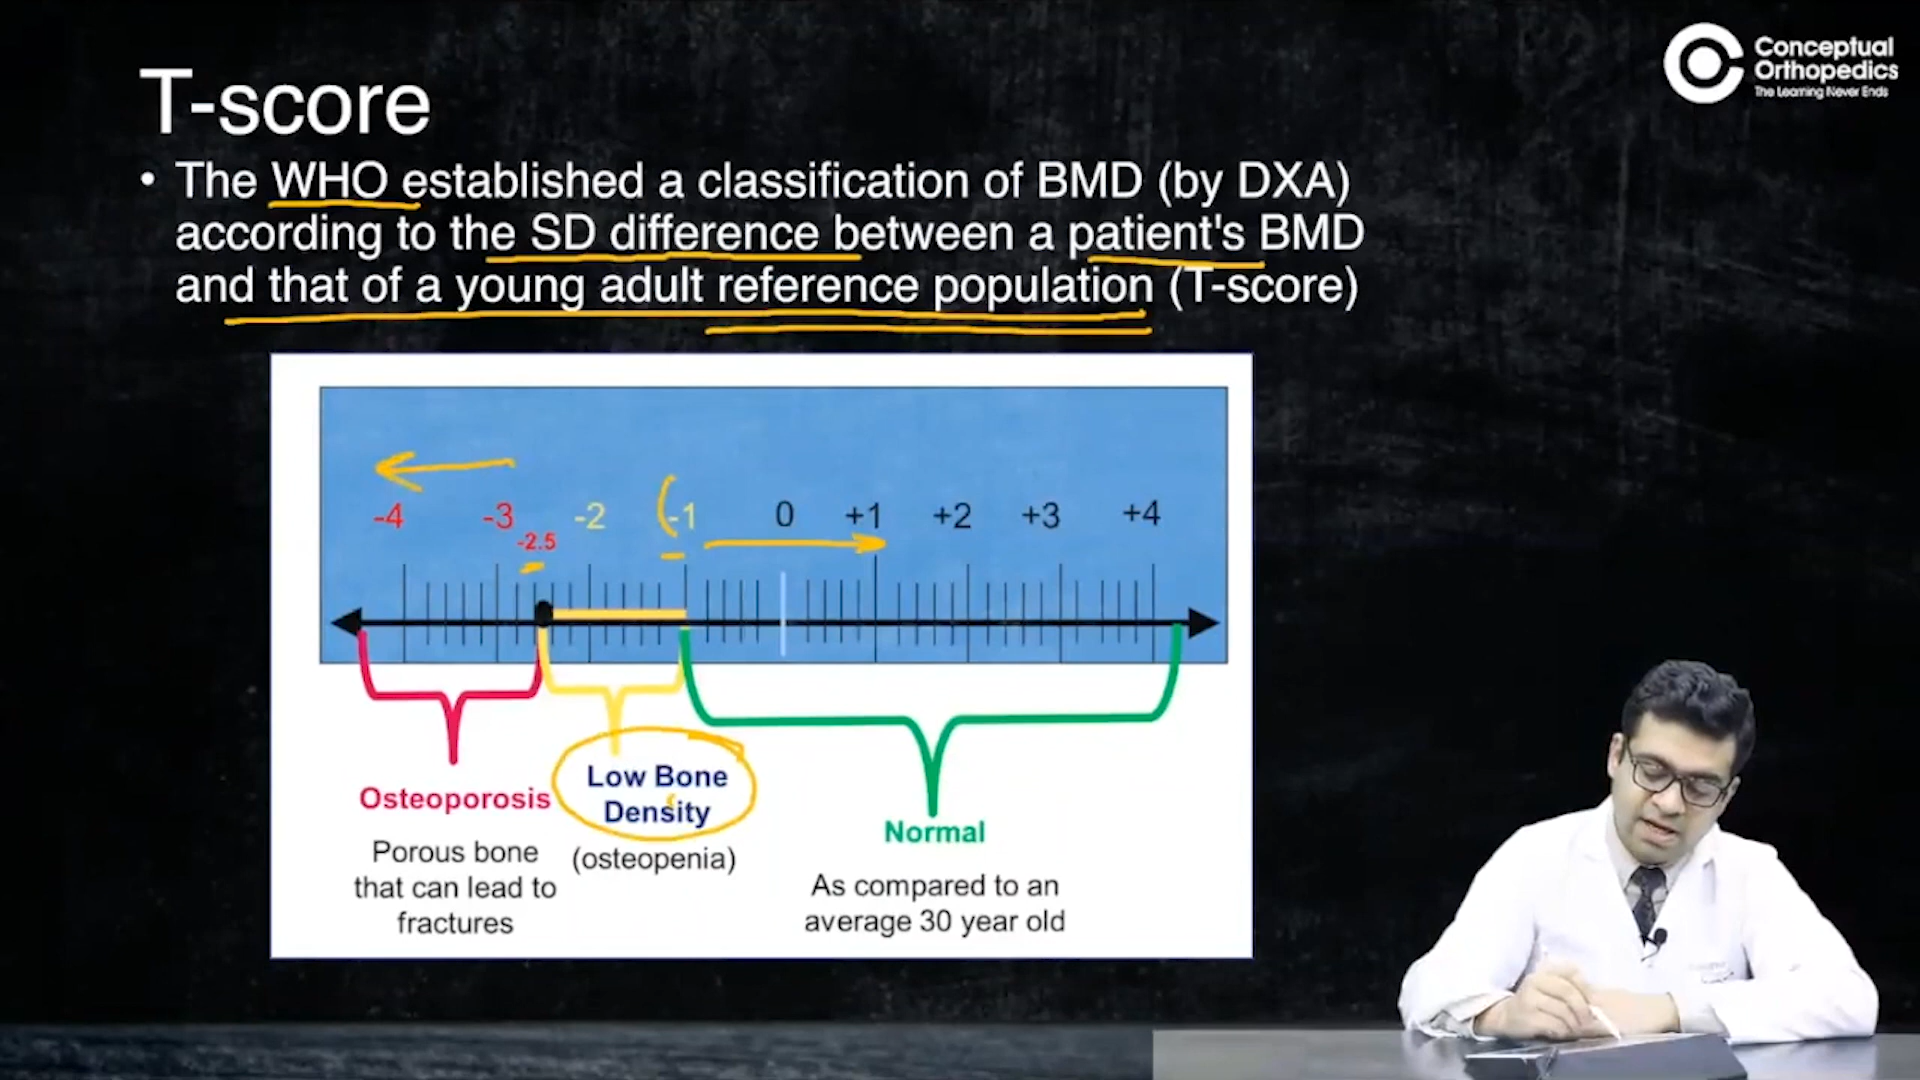 Conceptual
Orthopedics
The Learning Never Ends
T-score
• The WHO established a classification of BMD (by DXA)
according to the SD difference between a patient's BMD
and that of a young adult reference population (T-score)
-4 -3 -2 -1 0 +1 +2 +3 +4
-2.5
Osteoporosis
Porous bone
that can lead to
fractures
Low Bone
Density
(osteopenia)
Normal
As compared to an
average 30 year old